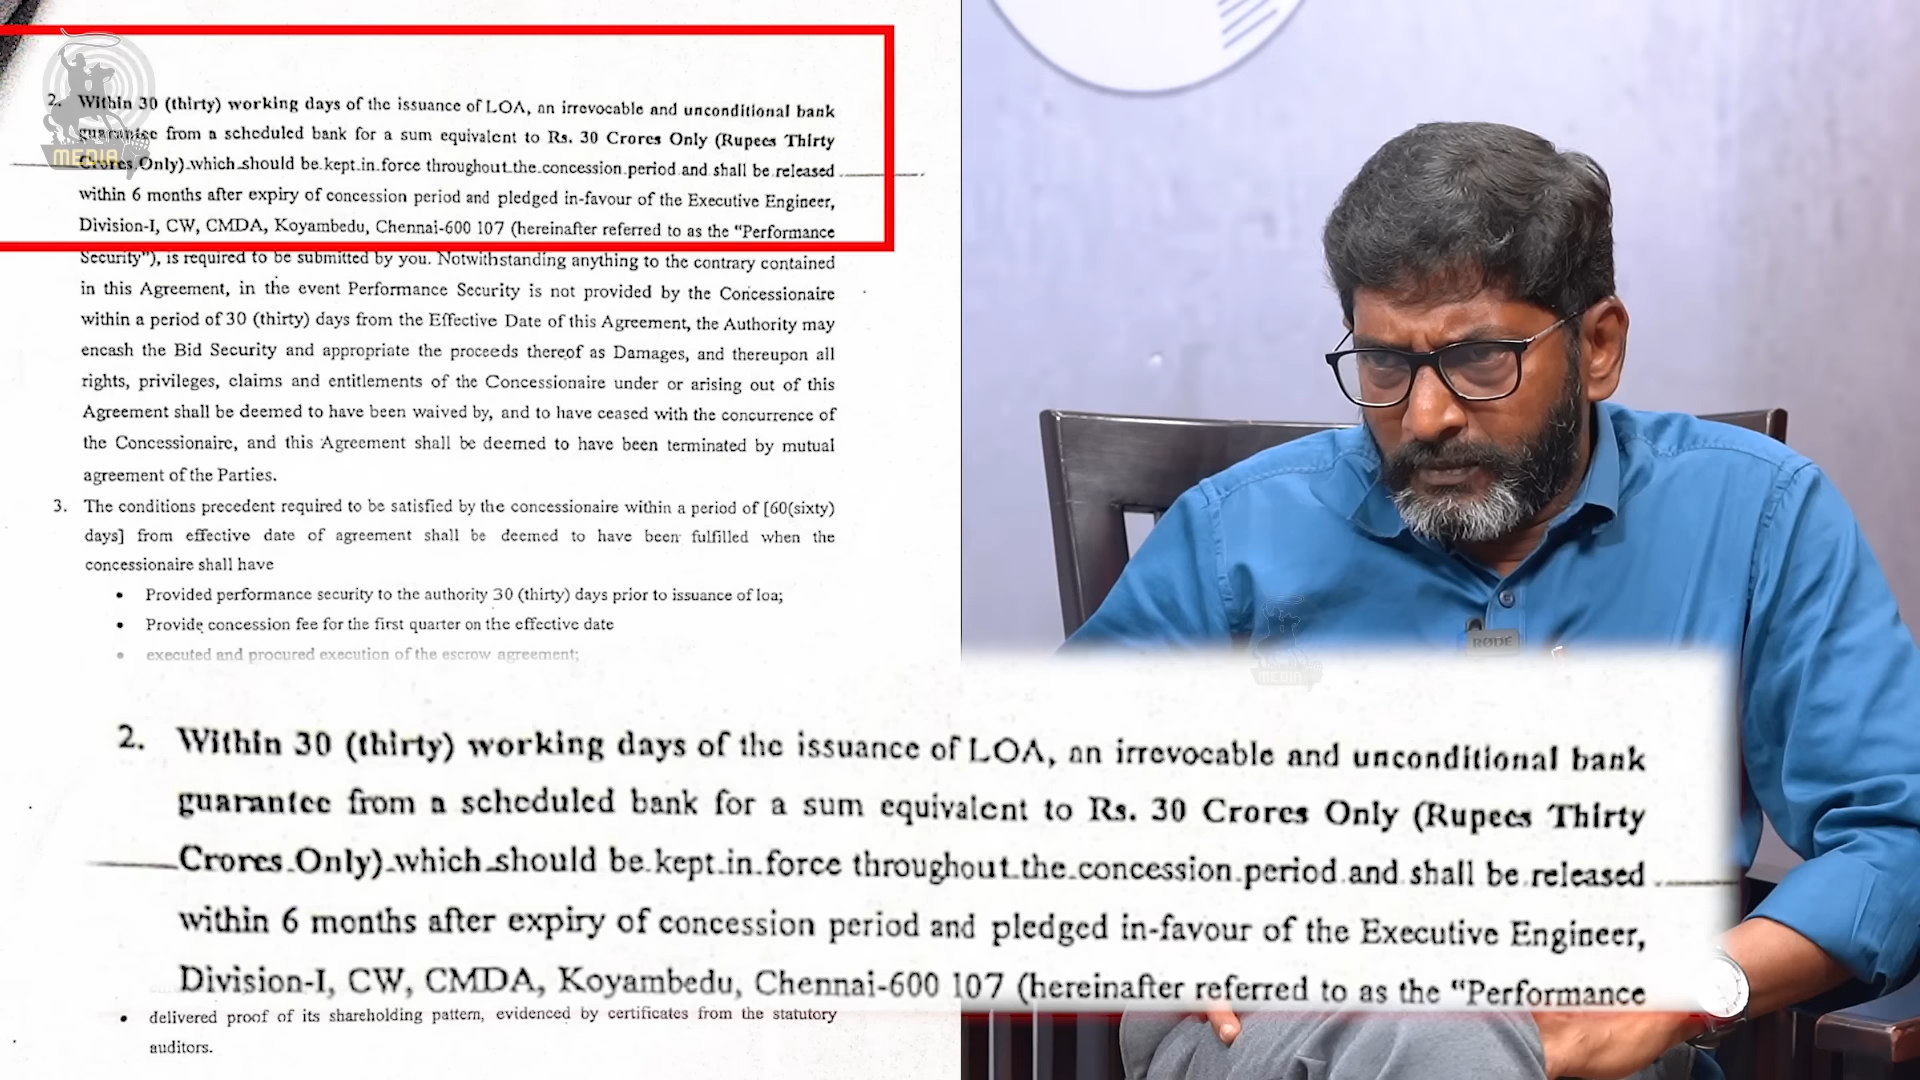 MEDIA
2. Within 30 (thirty) working days of the issuance of LOA, an irrevocable and unconditional bank
guarantee from a scheduled bank for a sum equivalent to Rs. 30 Crores Only (Rupees Thirty
Crores Only) which should be kept in force throughout the concession period and shall be released
within 6 months after expiry of concession period and pledged in-favour of the Executive Engineer,
Division-I, CW, CMDA, Koyambedu, Chennai-600 107 (hereinafter referred to as the “Performance
Security”), is required to be submitted by you. Notwithstanding anything to the contrary contained
in this Agreement, in the event Performance Security is not provided by the Concessionaire
within a period of 30 (thirty) days from the Effective Date of this Agreement, the Authority may
encash the Bid Security and appropriate the proceeds thereof as Damages, and thereupon all
rights, privileges, claims and entitlements of the Concessionaire under or arising out of this
Agreement shall be deemed to have been waived by, and to have ceased with the concurrence of
the Concessionaire, and this Agreement shall be deemed to have been terminated by mutual
agreement of the Parties.
3. The conditions precedent required to be satisfied by the concessionaire within a period of [60(sixty)
days] from effective date of agreement shall be deemed to have been fulfilled when the
concessionaire shall have
• Provided performance security to the authority 30 (thirty) days prior to issuance of loa;
• Provide concession fee for the first quarter on the effective date
• executed and procured execution of the escrow agreement;
RØDE
MEDIA
2. Within 30 (thirty) working days of the issuance of LOA, an irrevocable and unconditional bank
guarantee from a scheduled bank for a sum equivalent to Rs. 30 Crores Only (Rupees Thirty
Crores Only) which should be kept in force throughout the concession period and shall be released
within 6 months after expiry of concession period and pledged in-favour of the Executive Engineer,
Division-I, CW, CMDA, Koyambedu, Chennai-600 107 (hereinafter referred to as the “Performance
• delivered proof of its shareholding pattern, evidenced by certificates from the statutory
auditors.